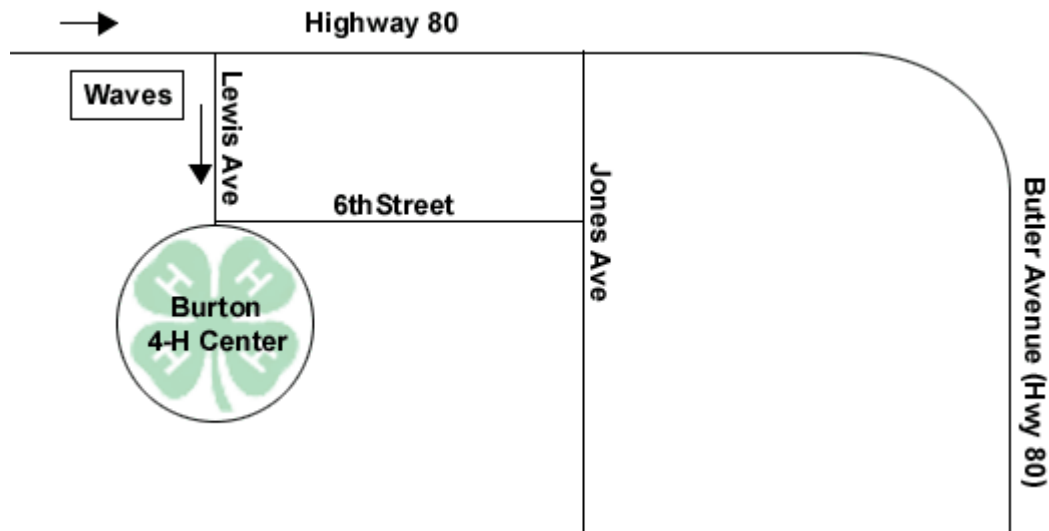 Highway 80
Waves
Lewis Ave
6th Street
Jones Ave
Butler Avenue (Hwy 80)
H
H
Burton
4-H Center
H
H